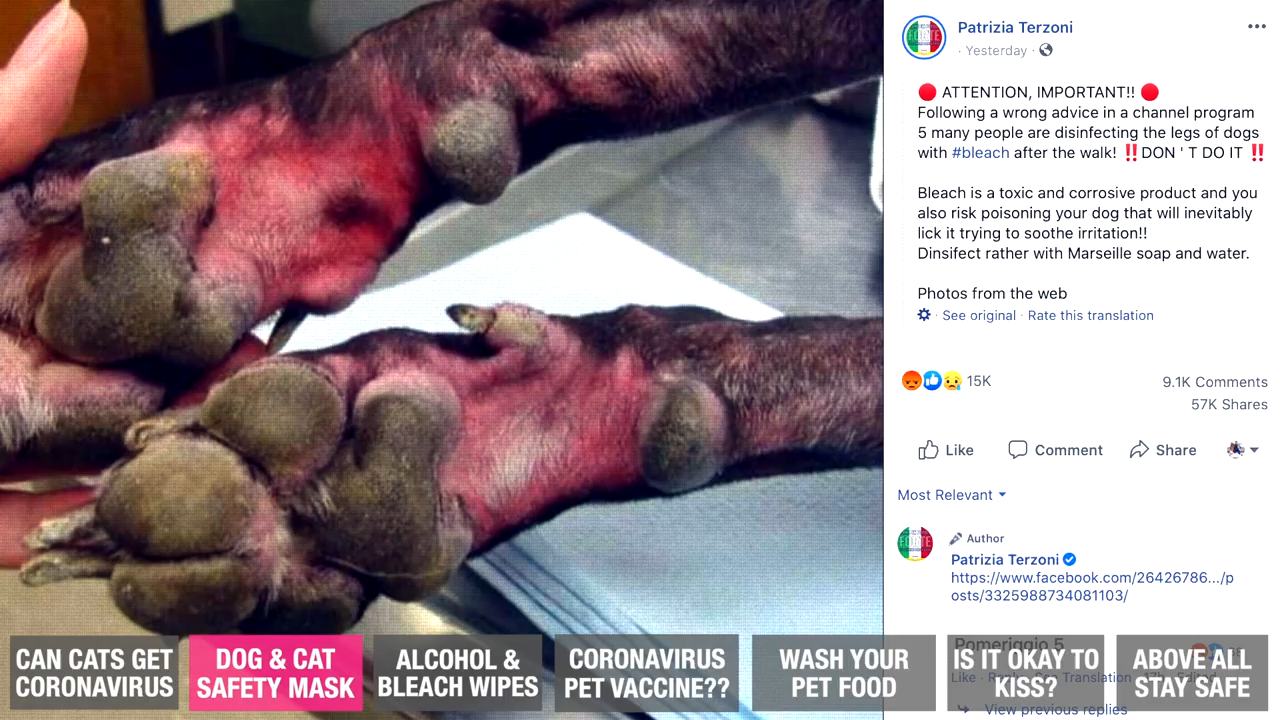 FORTE
Patrizia Terzoni
· Yesterday ·
🔴 ATTENTION, IMPORTANT!! 🔴
Following a wrong advice in a channel program
5 many people are disinfecting the legs of dogs
with #bleach after the walk! ‼️DON ' T DO IT ‼️
Bleach is a toxic and corrosive product and you
also risk poisoning your dog that will inevitably
lick it trying to soothe irritation!!
Dinsifect rather with Marseille soap and water.
Photos from the web
· See original · Rate this translation
15K
9.1K Comments
57K Shares
Like Comment Share
Most Relevant
FORTE
Author
Patrizia Terzoni
https://www.facebook.com/26426786.../p
osts/3325988734081103/
Pomeriggio 5
View previous replies
CAN CATS GET
CORONAVIRUS
DOG & CAT
SAFETY MASK
ALCOHOL &
BLEACH WIPES
CORONAVIRUS
PET VACCINE??
WASH YOUR
PET FOOD
IS IT OKAY TO
KISS?
ABOVE ALL
STAY SAFE